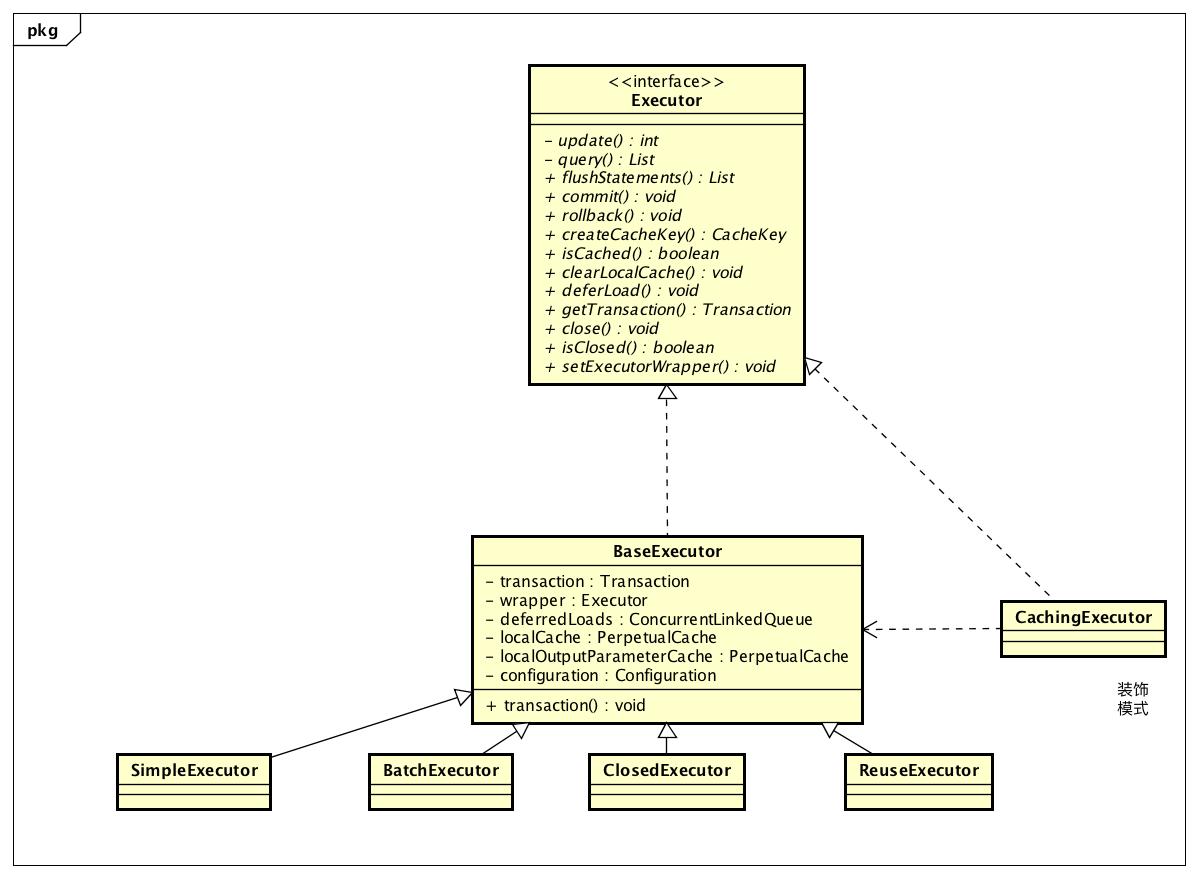 pkg
<<interface>>
Executor
- update() : int
- query() : List
+ flushStatements() : List
+ commit() : void
+ rollback() : void
+ createCacheKey() : CacheKey
+ isCached() : boolean
+ clearLocalCache() : void
+ deferLoad() : void
+ getTransaction() : Transaction
+ close() : void
+ isClosed() : boolean
+ setExecutorWrapper() : void
BaseExecutor
- transaction : Transaction
- wrapper : Executor
- deferredLoads : ConcurrentLinkedQueue
- localCache : PerpetualCache
- localOutputParameterCache : PerpetualCache
- configuration : Configuration
+ transaction() : void
CachingExecutor
装饰
模式
SimpleExecutor
BatchExecutor
ClosedExecutor
ReuseExecutor